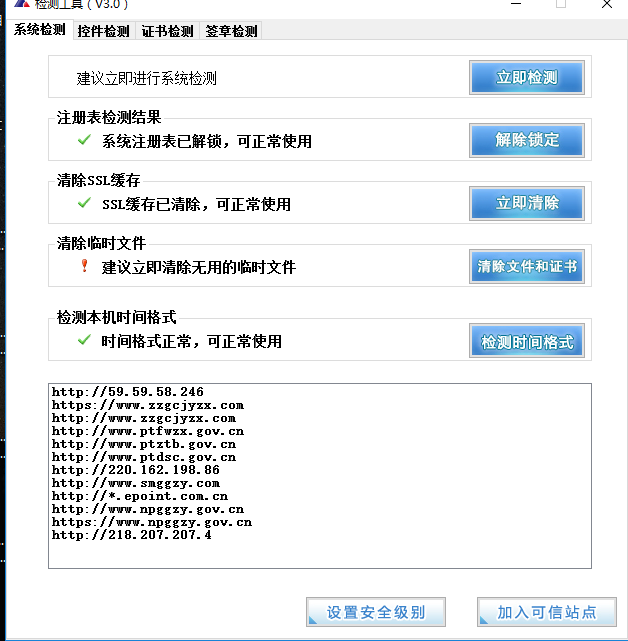 检测工具（V3.0）
系统检测 控件检测 证书检测 签章检测
建议立即进行系统检测 立即检测
注册表检测结果
系统注册表已解锁，可正常使用 解除锁定
清除SSL缓存
SSL缓存已清除，可正常使用 立即清除
清除临时文件
建议立即清除无用的临时文件 清除文件和证书
检测本机时间格式
时间格式正常，可正常使用 检测时间格式
http://59.59.58.246
https://www.zzgcjyzx.com
http://www.zzgcjyzx.com
http://www.ptfwzx.gov.cn
http://www.ptztb.gov.cn
http://www.ptdsc.gov.cn
http://220.162.198.86
http://www.smggzy.com
http://*.epoint.com.cn
http://www.npggzy.gov.cn
https://www.npggzy.gov.cn
http://218.207.207.4
设置安全级别 加入可信站点